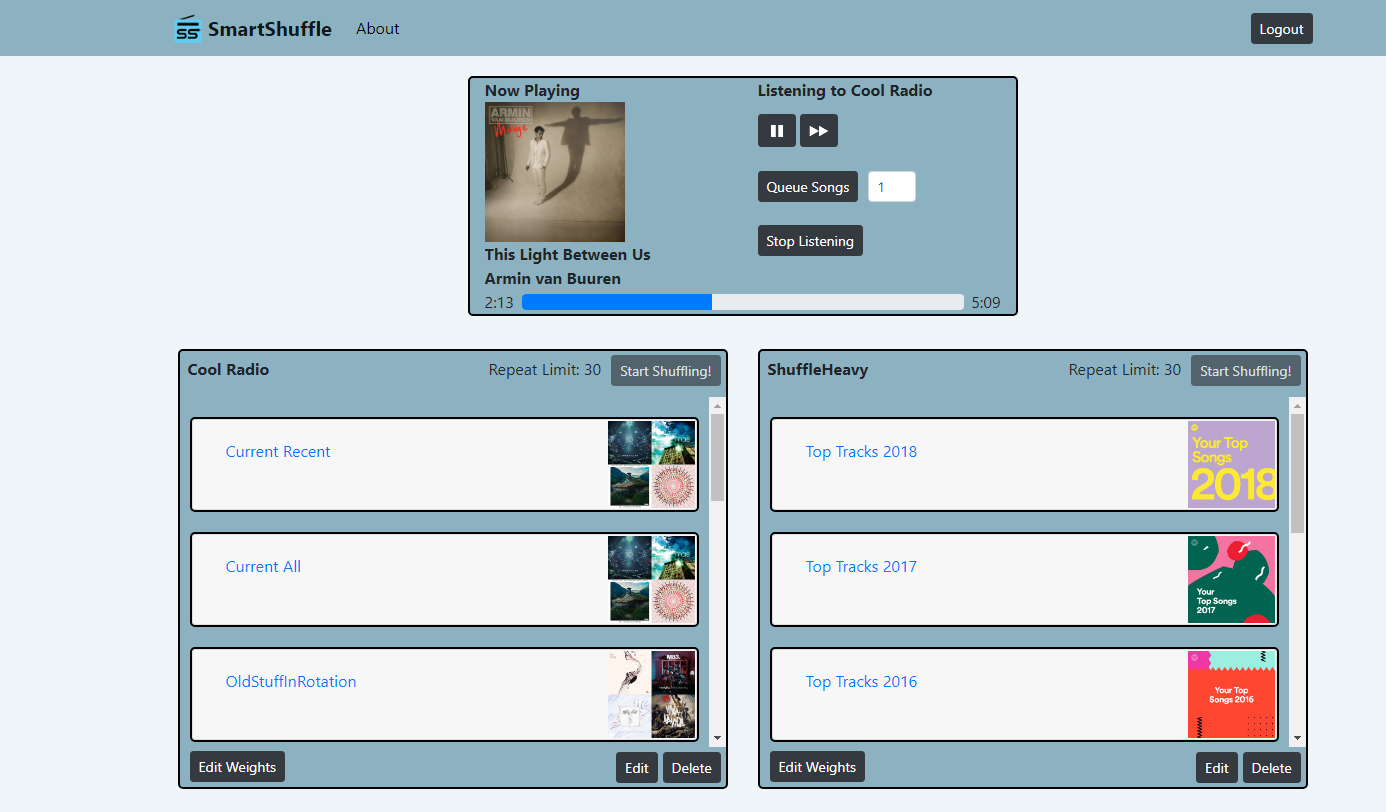 SS SmartShuffle About Logout
Now Playing
ARMIN
VAN BUUREN
Mirage
This Light Between Us
Armin van Buuren
2:13 5:09
Listening to Cool Radio
Queue Songs 1
Stop Listening
Cool Radio Repeat Limit: 30 Start Shuffling!
Current Recent
Current All
OldStuffInRotation
M83.
Edit Weights Edit Delete
ShuffleHeavy Repeat Limit: 30 Start Shuffling!
Top Tracks 2018
Your Top
Songs
2018
Top Tracks 2017
Your
Top Songs
2017
Top Tracks 2016
Your Top
Songs 2016
Edit Weights Edit Delete